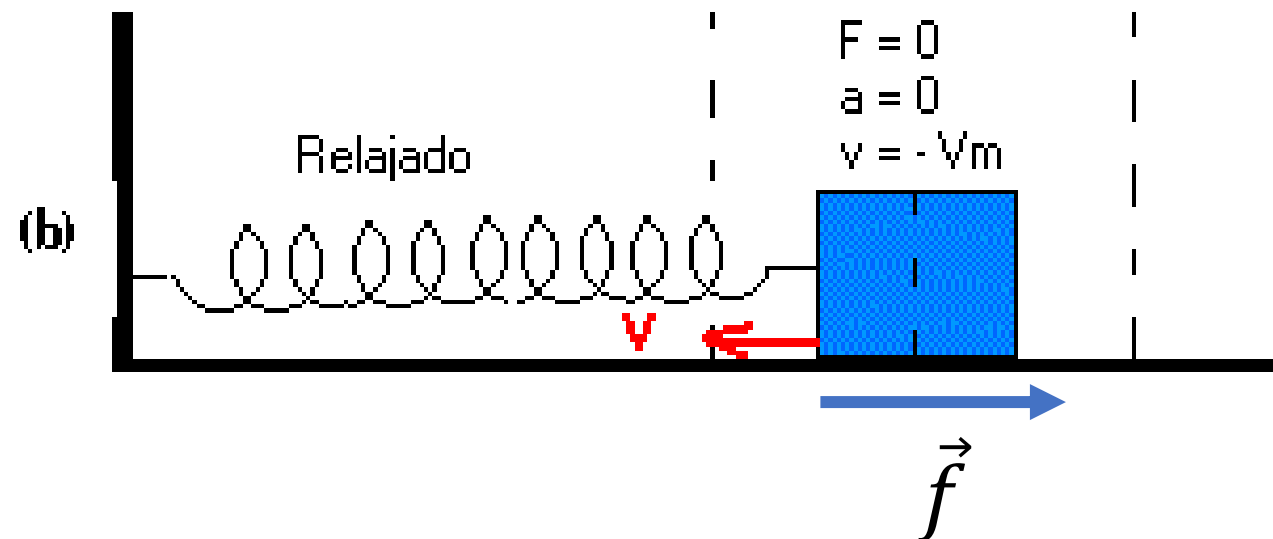 F = 0
a = 0
v = - Vm
Relajado
(b)
v
f⃗